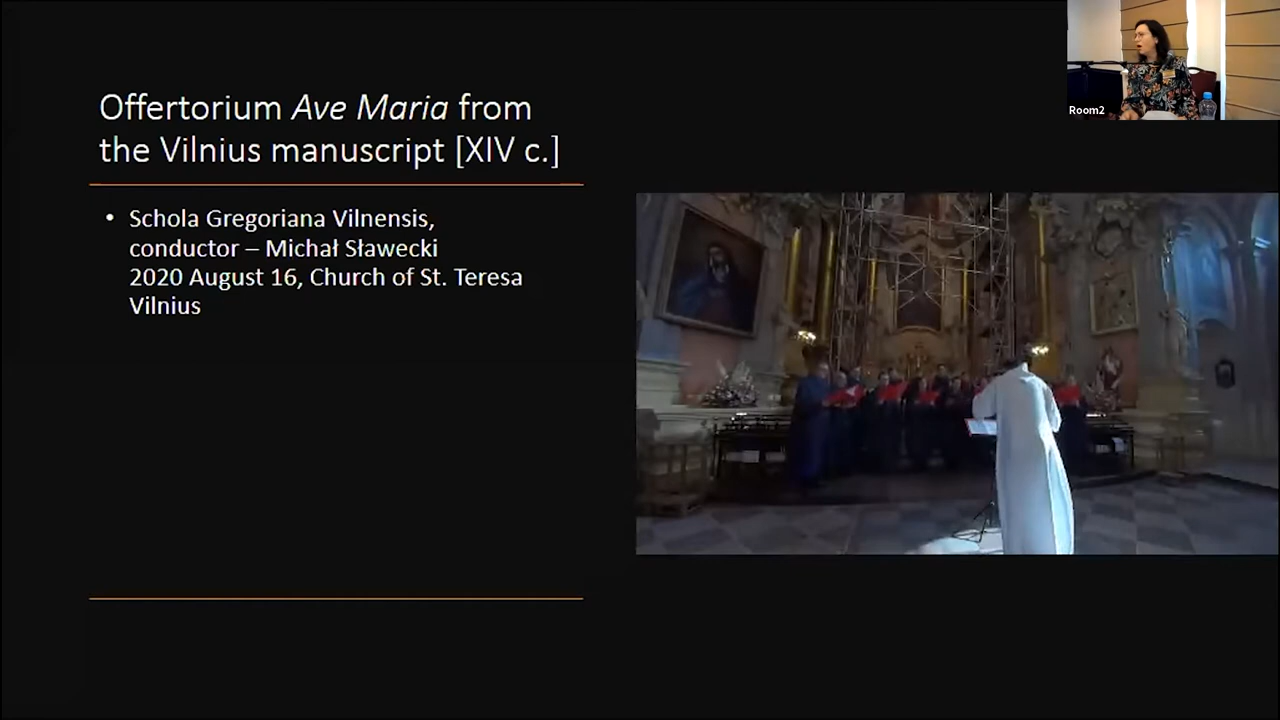 Room2
Offertorium Ave Maria from
the Vilnius manuscript [XIV c.]
• Schola Gregoriana Vilnensis,
conductor – Michał Sławecki
2020 August 16, Church of St. Teresa
Vilnius